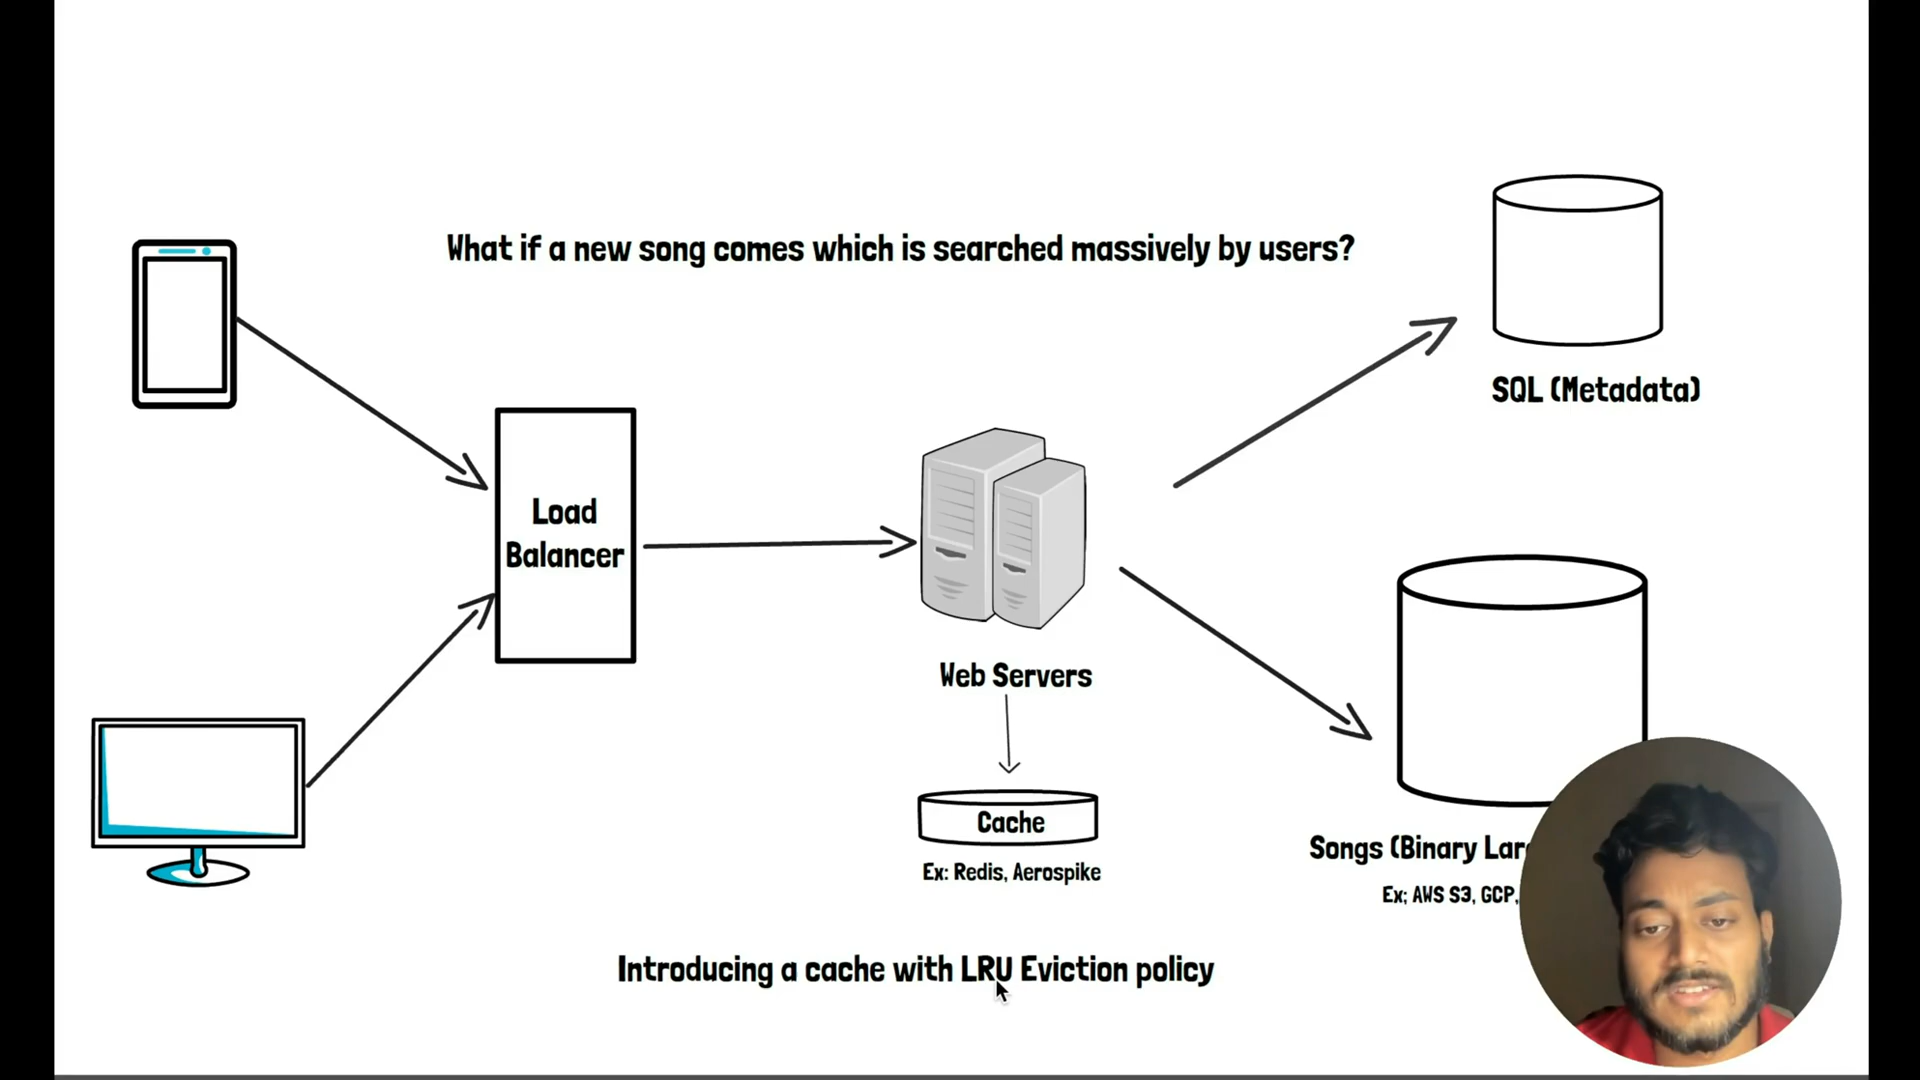 What if a new song comes which is searched massively by users?
SQL (Metadata)
Load
Balancer
Web Servers
Cache
Ex: Redis, Aerospike
Songs (Binary
Ex; AWS S3, GCP,
Introducing a cache with LRU Eviction policy